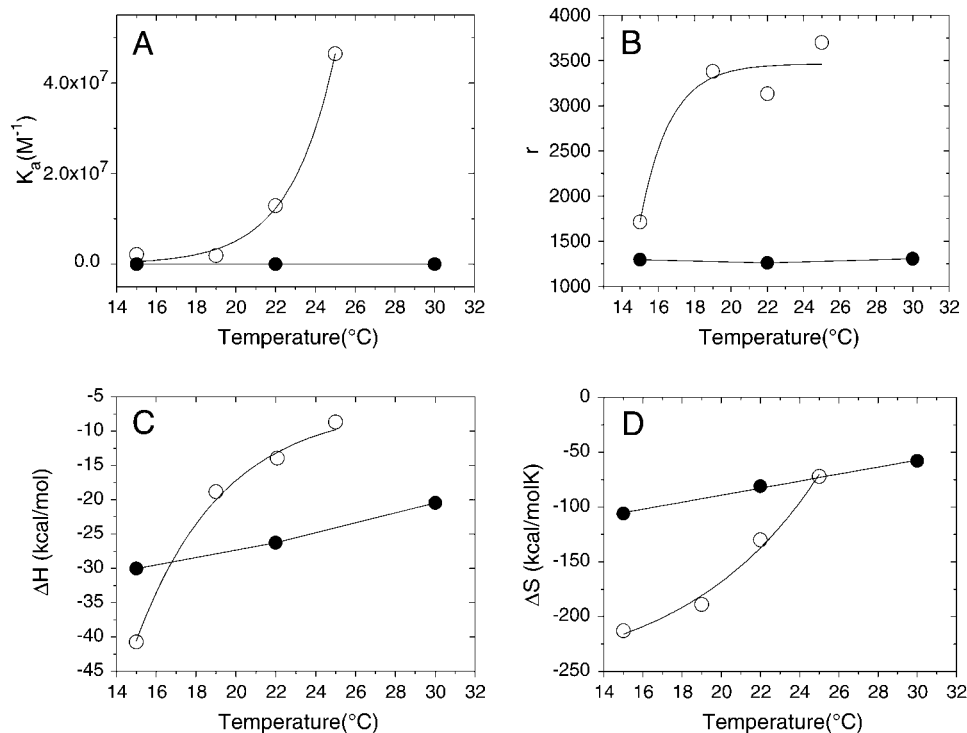 A
K_a(M^-1)
4.0x10^7
2.0x10^7
0.0
14 16 18 20 22 24 26 28 30 32
Temperature(°C)
B
r
4000
3500
3000
2500
2000
1500
1000
14 16 18 20 22 24 26 28 30 32
Temperature(°C)
C
ΔH (kcal/mol)
-5
-10
-15
-20
-25
-30
-35
-40
-45
14 16 18 20 22 24 26 28 30 32
Temperature(°C)
D
ΔS (kcal/molK)
0
-50
-100
-150
-200
-250
14 16 18 20 22 24 26 28 30 32
Temperature(°C)